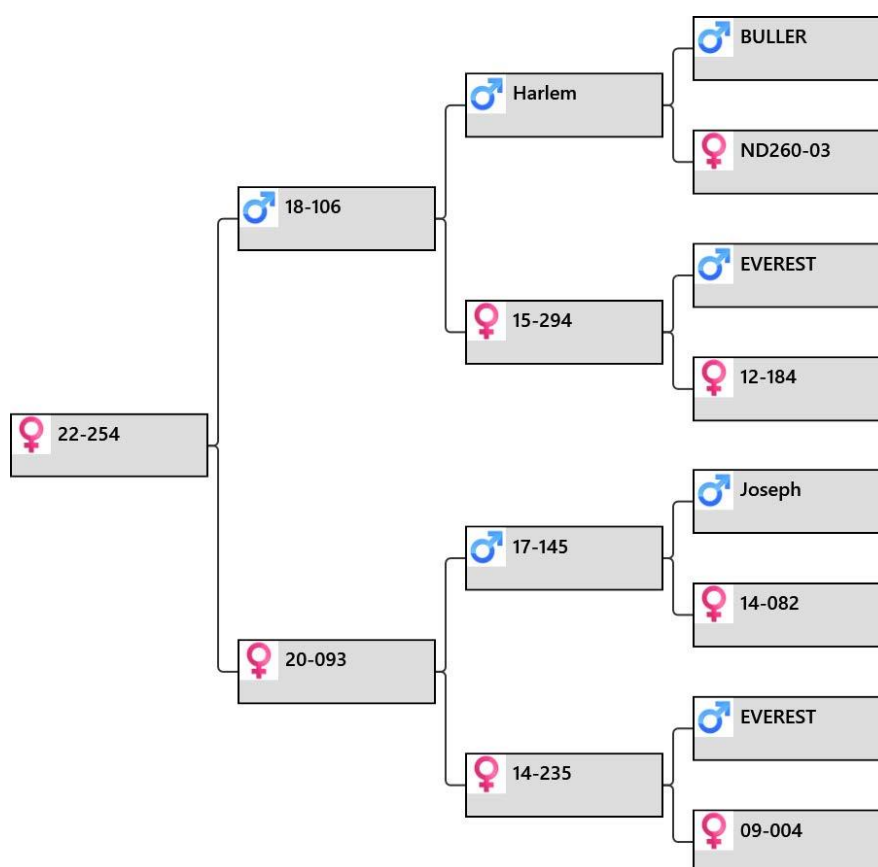 BULLER
Harlem
ND260-03
18-106
EVEREST
15-294
12-184
22-254
Joseph
17-145
14-082
20-093
EVEREST
14-235
09-004